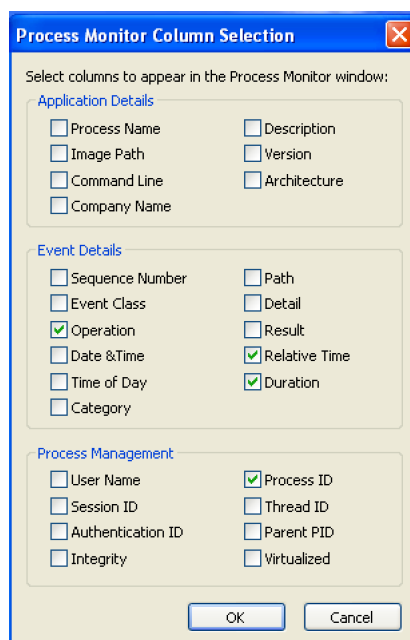 Process Monitor Column Selection
Select columns to appear in the Process Monitor window:
Application Details
Process Name Description
Image Path Version
Command Line Architecture
Company Name
Event Details
Sequence Number Path
Event Class Detail
Operation Result
Date &Time Relative Time
Time of Day Duration
Category
Process Management
User Name Process ID
Session ID Thread ID
Authentication ID Parent PID
Integrity Virtualized
OK Cancel